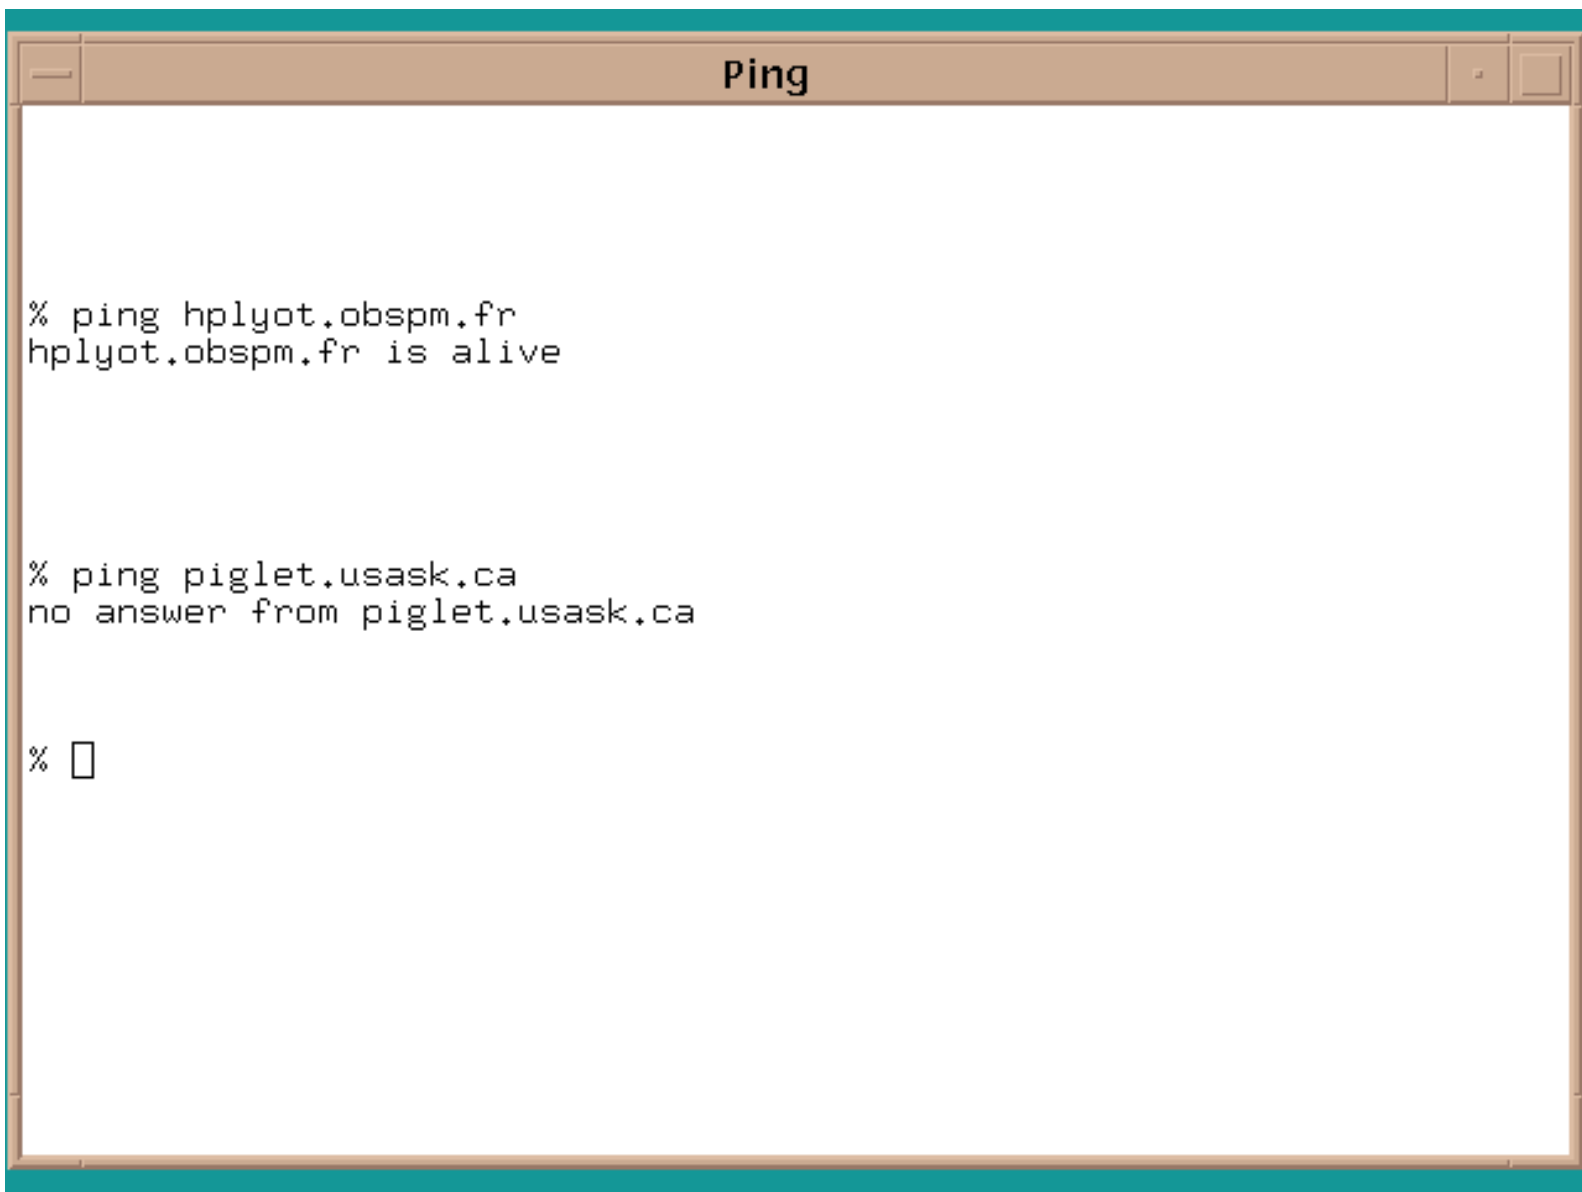 Ping
% ping hplyot.obspm.fr
hplyot.obspm.fr is alive
% ping piglet.usask.ca
no answer from piglet.usask.ca
%